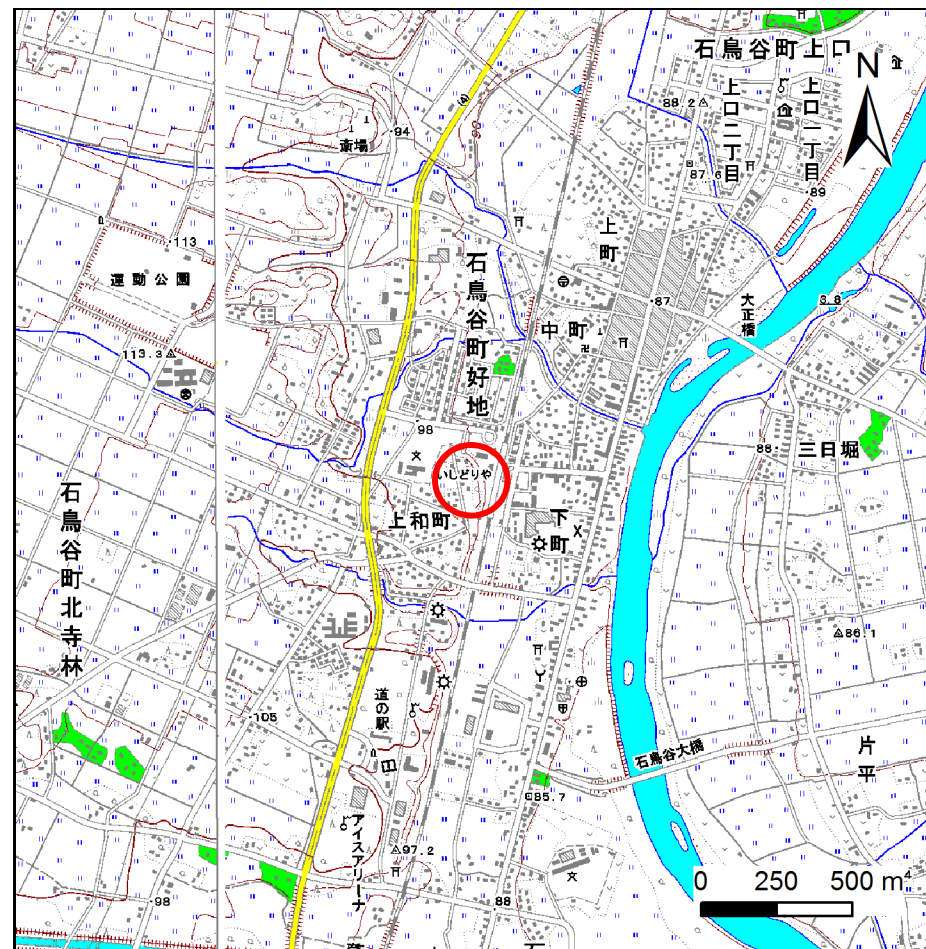 石鳥谷町上口
N
上口二丁目
上口一丁目
88.2
87.6
89
(4)
94
斎場
113
運動公園
113.3
石鳥谷町好地
上町
中町
87
大正橋
3.8
98
いしどりや
上和町
下町
88
三日堀
石鳥谷町北寺林
86.1
105
道の駅
石鳥谷大橋
片平
85.7
アイスアリーナ
97.2
98
88
0 250 500 m